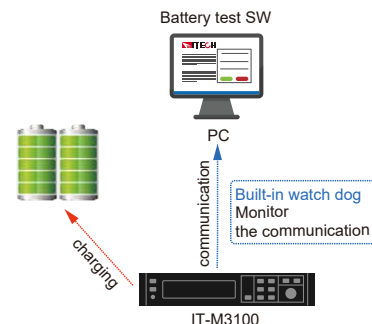 Battery test SW
ITECH
PC
communication
Built-in watch dog
Monitor
the communication
charging
IT-M3100